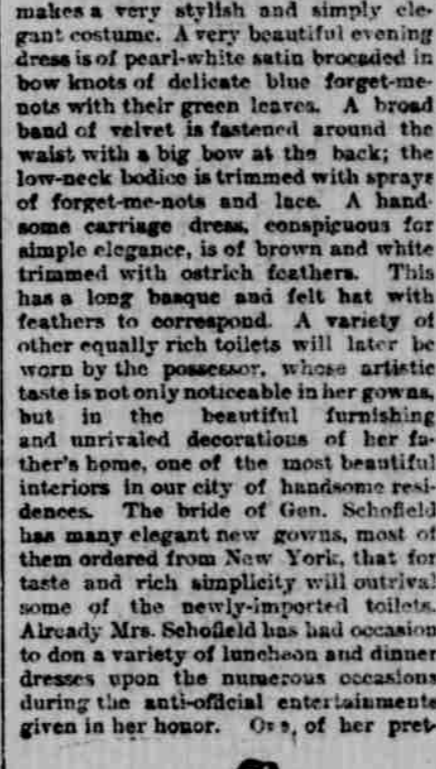 makes a very stylish and simply ele-
gant costume. A very beautiful evening
dress is of pearl-white satin brocaded in
bow knots of delicate blue forget-me-
nots with their green leaves. A broad
band of velvet is fastened around the
waist with a big bow at the back; the
low-neck bodice is trimmed with sprays
of forget-me-nots and lace. A hand-
some carriage dress, conspicuous for
simple elegance, is of brown and white
trimmed with ostrich feathers. This
has a long basque and felt hat with
feathers to correspond. A variety of
other equally rich toilets will later be
worn by the possessor, whose artistic
taste is not only noticeable in her gowns,
but in the beautiful furnishing
and unrivaled decorations of her fa-
ther's home, one of the most beautiful
interiors in our city of handsome resi-
dences. The bride of Gen. Schofield
has many elegant new gowns, most of
them ordered from New York, that for
taste and rich simplicity will outrival
some of the newly-imported toilets.
Already Mrs. Schofield has had occasion
to don a variety of luncheon and dinner
dresses upon the numerous occasions
during the anti-official entertainments
given in her honor. One, of her pret-